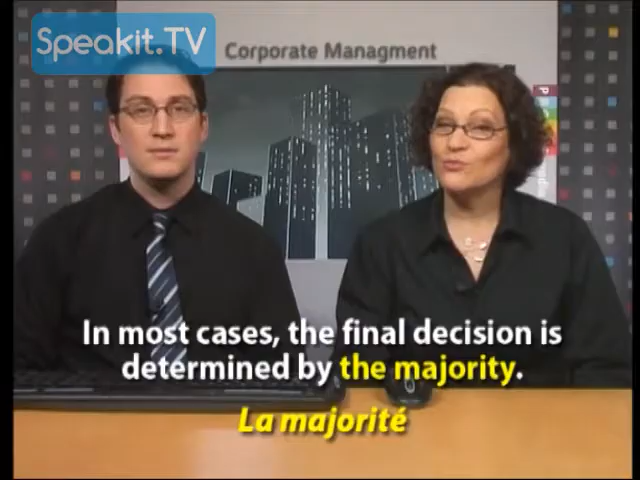 Speakit.TV
Corporate Managment
In most cases, the final decision is
determined by the majority.
La majorité